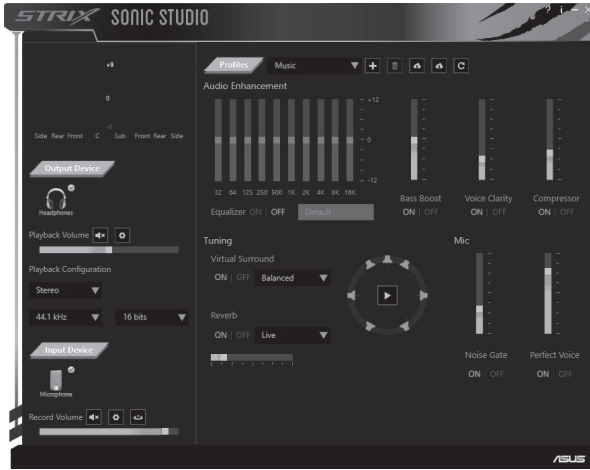 STRIX SONIC STUDIO
? i – ×
+9
0
-6
Side Rear Front C Sub Front Rear Side
Output Device
Headphones
Playback Volume
Playback Configuration
Stereo
44.1 kHz 16 bits
Input Device
Microphone
Record Volume
Profiles Music
Audio Enhancement
+12
0
-12
32 64 125 250 500 1K 2K 4K 8K 16K
Equalizer ON | OFF Default
Bass Boost Voice Clarity Compressor
ON | OFF ON | OFF ON | OFF
Tuning
Virtual Surround
ON | OFF Balanced
Reverb
ON | OFF Live
Mic
Noise Gate Perfect Voice
ON | OFF ON | OFF
ASUS